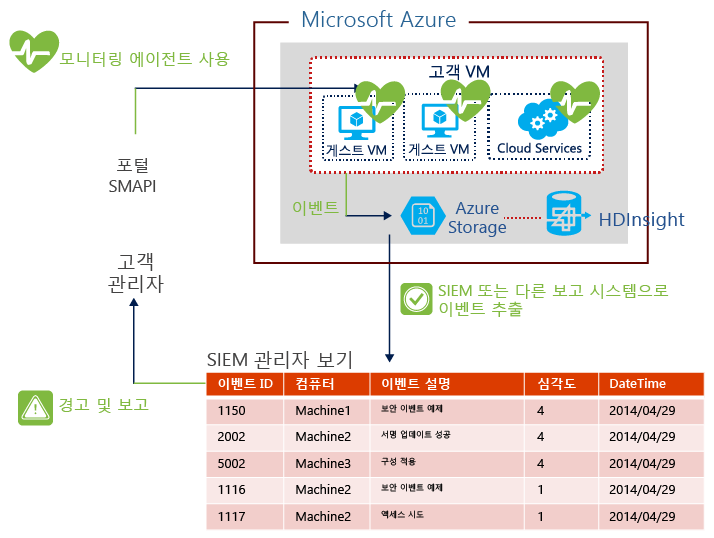 Microsoft Azure
모니터링 에이전트 사용
고객 VM
게스트 VM
게스트 VM
Cloud Services
포털
SMAPI
이벤트
10
01
Azure
Storage
HDInsight
고객
관리자
SIEM 또는 다른 보고 시스템으로
이벤트 추출
SIEM 관리자 보기
경고 및 보고
이벤트 ID 컴퓨터 이벤트 설명 심각도 DateTime
1150 Machine1 보안 이벤트 예제 4 2014/04/29
2002 Machine2 서명 업데이트 성공 4 2014/04/29
5002 Machine3 구성 적용 4 2014/04/29
1116 Machine2 보안 이벤트 예제 1 2014/04/29
1117 Machine2 액세스 시도 1 2014/04/29